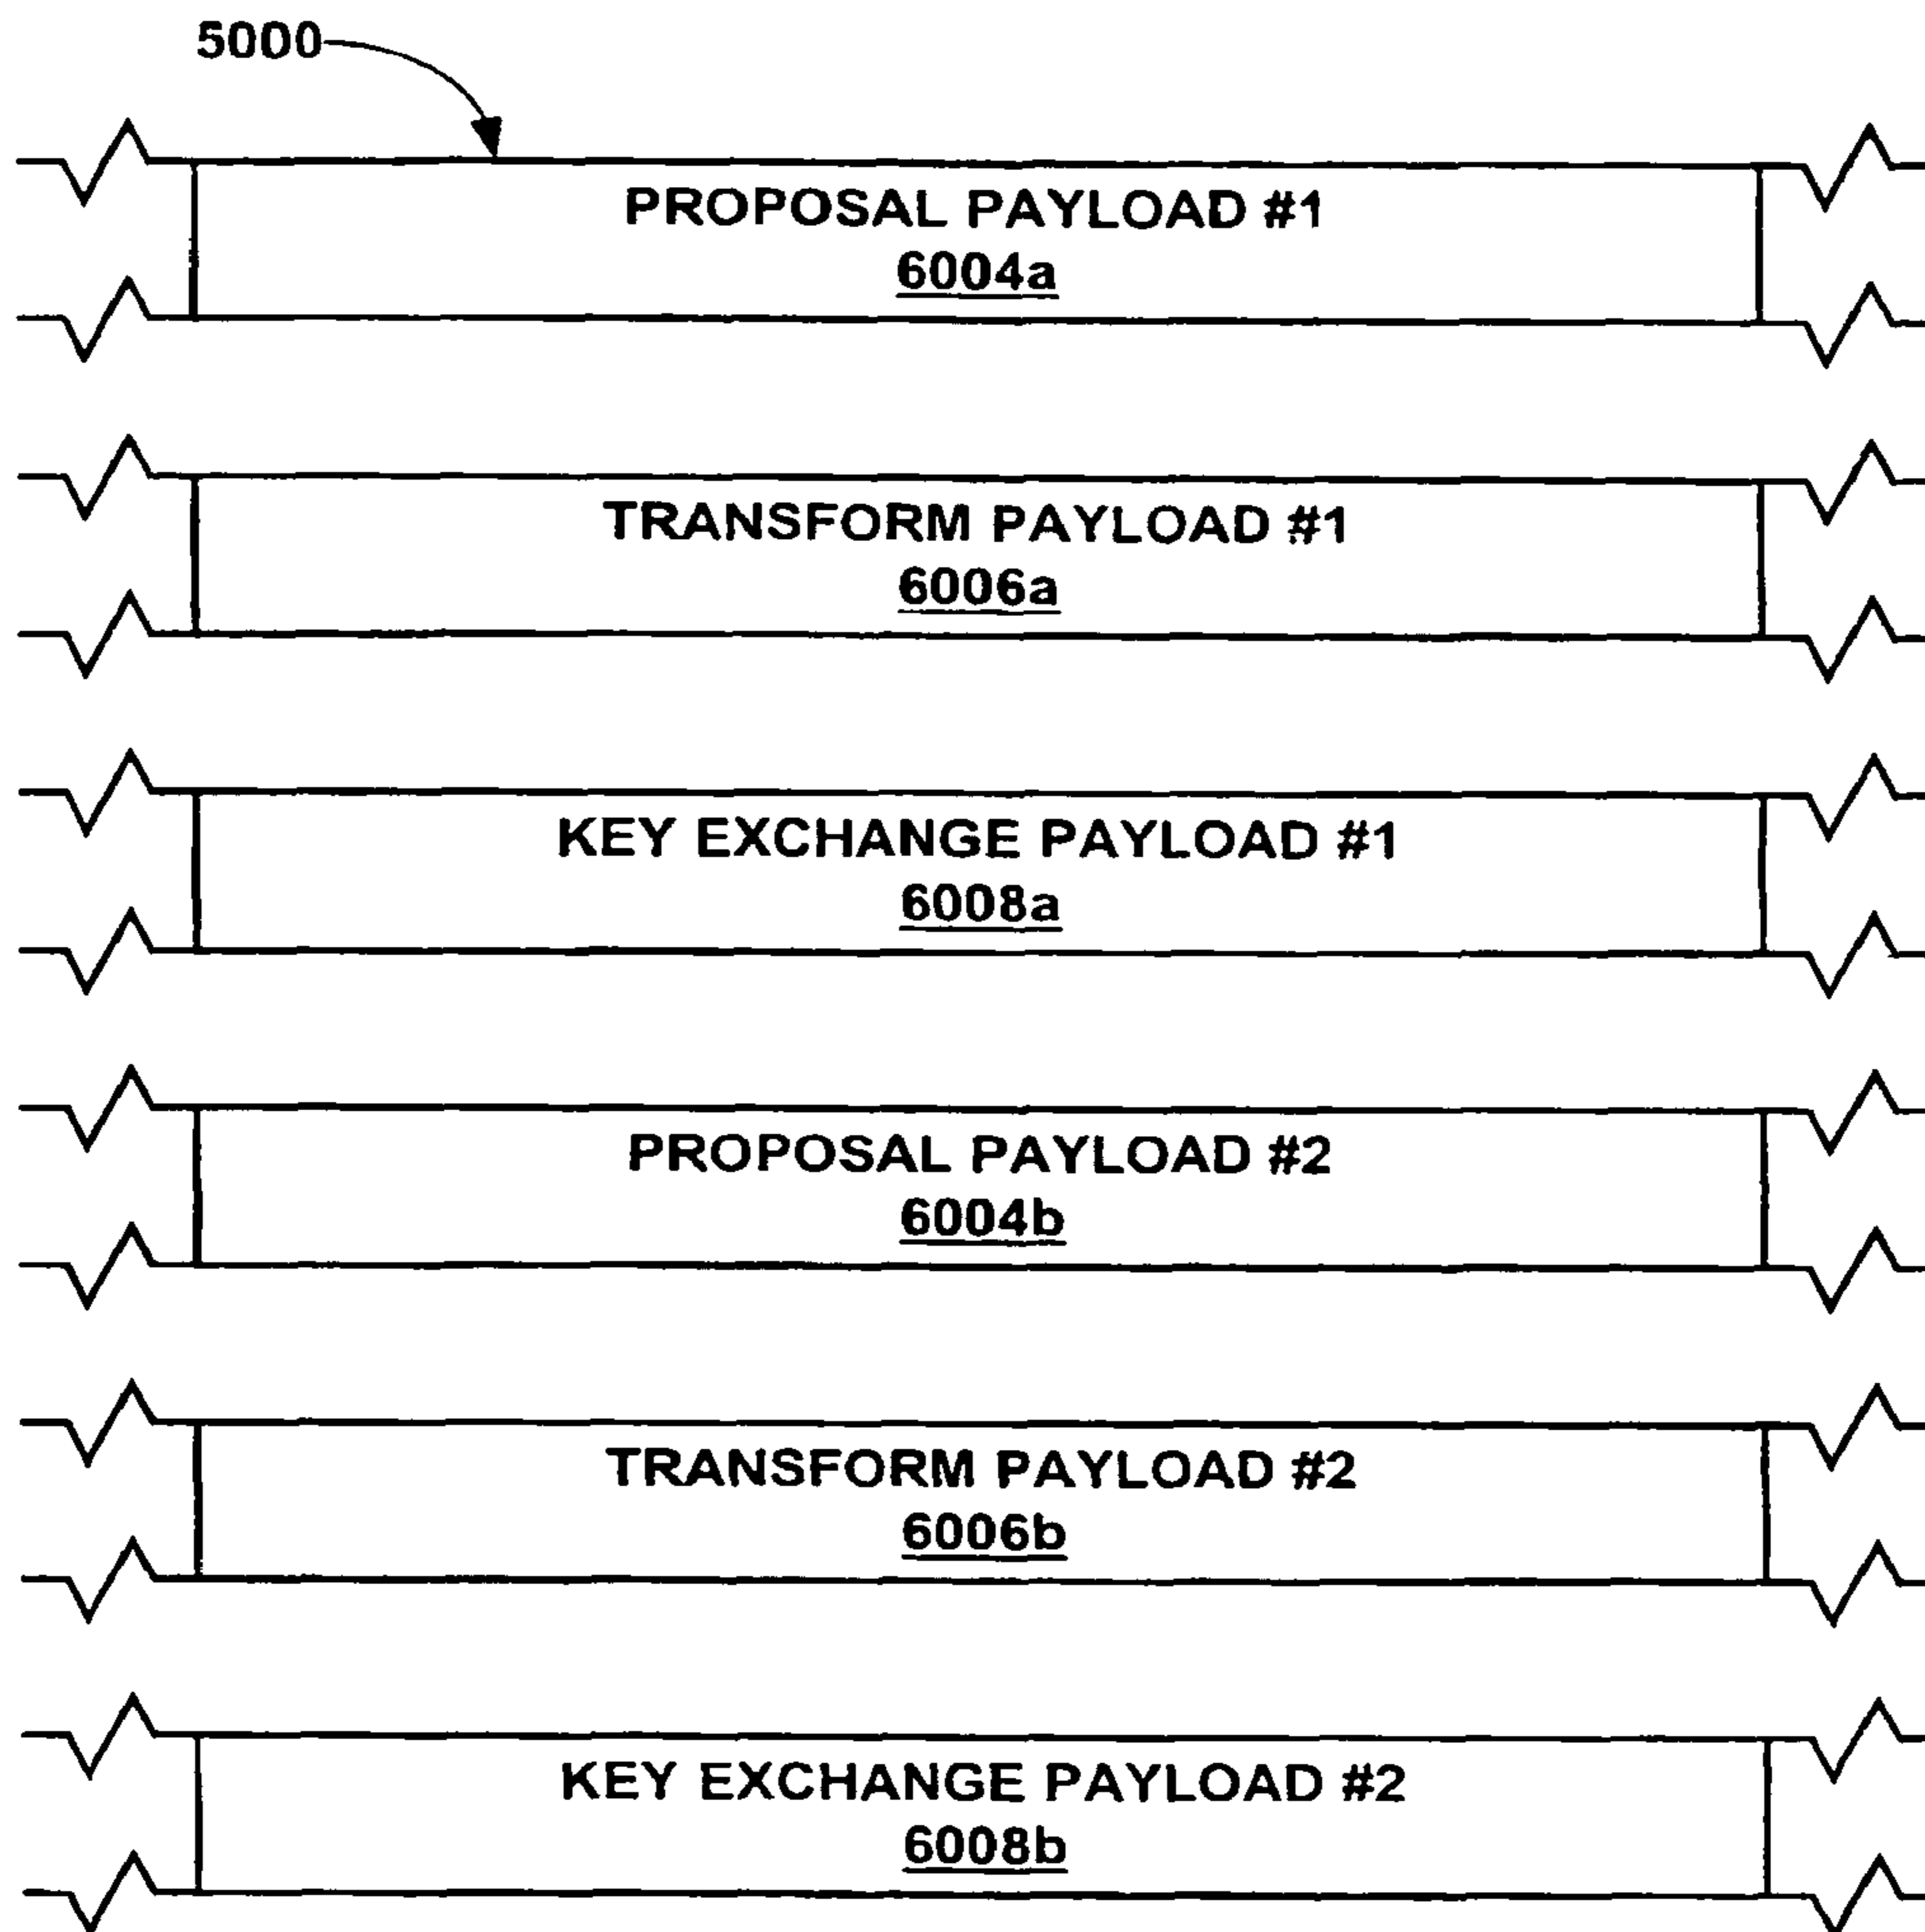 5000
PROPOSAL PAYLOAD #1
6004a
TRANSFORM PAYLOAD #1
6006a
KEY EXCHANGE PAYLOAD #1
6008a
PROPOSAL PAYLOAD #2
6004b
TRANSFORM PAYLOAD #2
6006b
KEY EXCHANGE PAYLOAD #2
6008b